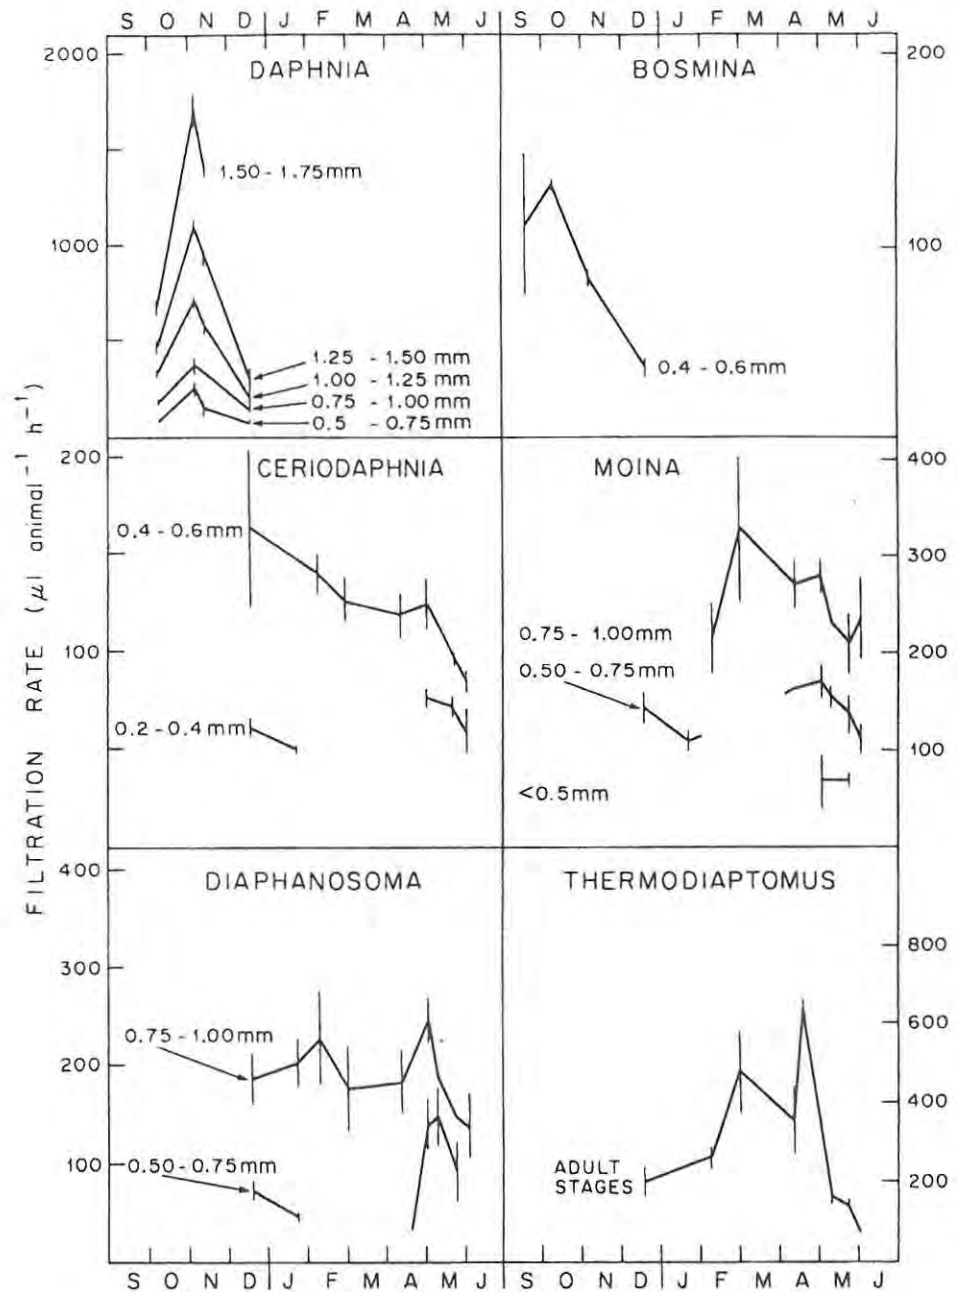 S O N D J F M A M J S O N D J F M A M J
2000 DAPHNIA BOSMINA 200
1.50 - 1.75mm
1000 100
1.25 - 1.50 mm
1.00 - 1.25 mm
0.75 - 1.00 mm
0.5 - 0.75mm
0.4 - 0.6mm
FILTRATION RATE (µl animal⁻¹ h⁻¹)
200 CERIODAPHNIA MOINA 400
0.4 - 0.6mm
300
100 0.75 - 1.00mm 200
0.50 - 0.75mm
0.2 - 0.4mm
100
<0.5mm
400 DIAPHANOSOMA THERMODIAPTOMUS
800
300
0.75 - 1.00mm 600
200
400
100 0.50 - 0.75mm ADULT
STAGES 200
S O N D J F M A M J S O N D J F M A M J